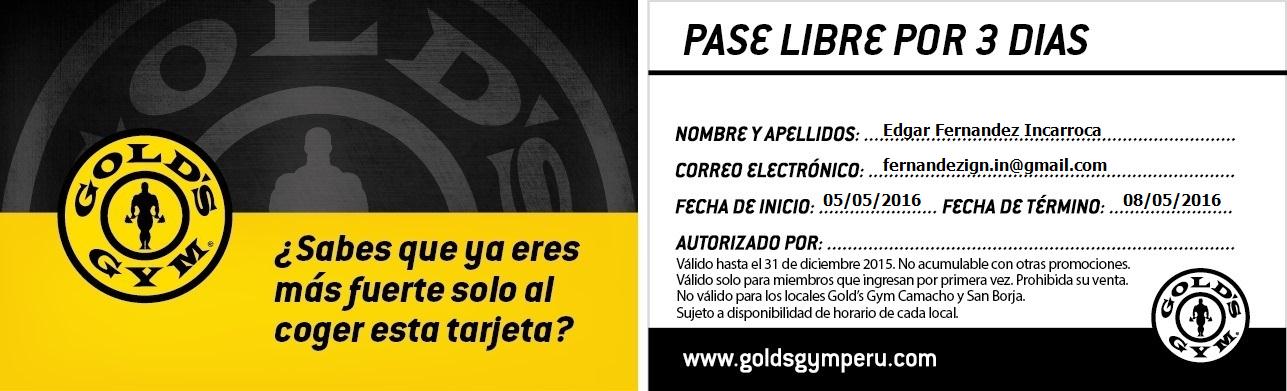 GOLD'S GYM
GOLD'S
GYM®
¿Sabes que ya eres
más fuerte solo al
coger esta tarjeta?
PASE LIBRE POR 3 DIAS
NOMBRE Y APELLIDOS: Edgar Fernandez Incarroca
CORREO ELECTRÓNICO: fernandezign.in@gmail.com
FECHA DE INICIO: 05/05/2016 FECHA DE TÉRMINO: 08/05/2016
AUTORIZADO POR:
Válido hasta el 31 de diciembre 2015. No acumulable con otras promociones.
Válido solo para miembros que ingresan por primera vez. Prohibida su venta.
No válido para los locales Gold's Gym Camacho y San Borja.
Sujeto a disponibilidad de horario de cada local.
GOLD'S
GYM
www.goldsgymperu.com